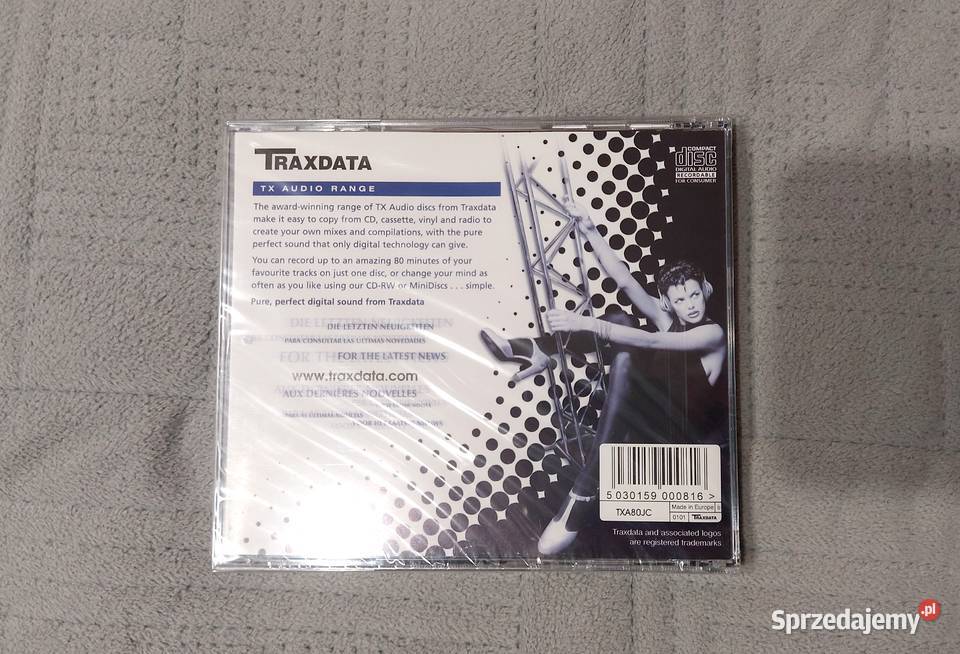 TRAXDATA
TX AUDIO RANGE
The award-winning range of TX Audio discs from Traxdata
make it easy to copy from CD, cassette, vinyl and radio to
create your own mixes and compilations, with the pure
perfect sound that only digital technology can give.
You can record up to an amazing 80 minutes of your
favourite tracks on just one disc, or change your mind as
often as you like using our CD-RW or MiniDiscs . . . simple.
Pure, perfect digital sound from Traxdata
DIE LETZTEN NEUIGKEITEN
PARA CONSULTAR LAS ÚLTIMAS NOVEDADES
FOR THE LATEST NEWS
www.traxdata.com
AUX DERNIÈRES NOUVELLES
COMPACT
disc
DIGITAL AUDIO
RECORDABLE
FOR CONSUMER
5 030159 000816 >
TXA80JC
Made in Europe
0101 TRAXDATA
Traxdata and associated logos
are registered trademarks
Sprzedajemy.pl